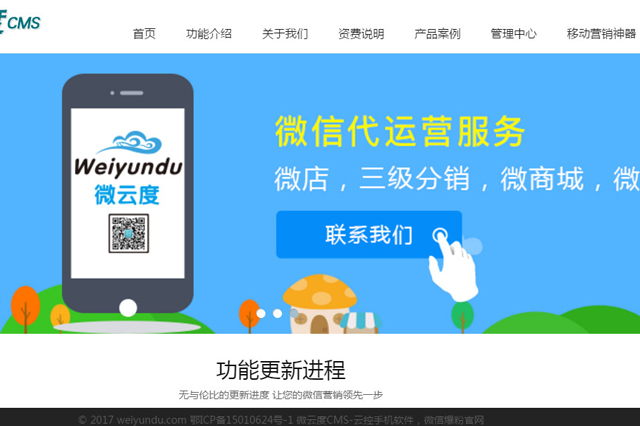 CMS
首页 功能介绍 关于我们 资费说明 产品案例 管理中心 移动营销神器
微信代运营服务
微店，三级分销，微商城，微
Weiyundu
微云度
联系我们
功能更新进程
无与伦比的更新进度 让您的微信营销领先一步
© 2017 weiyundu.com 鄂ICP备15010624号-1 微云度CMS-云控手机软件，微信爆粉官网